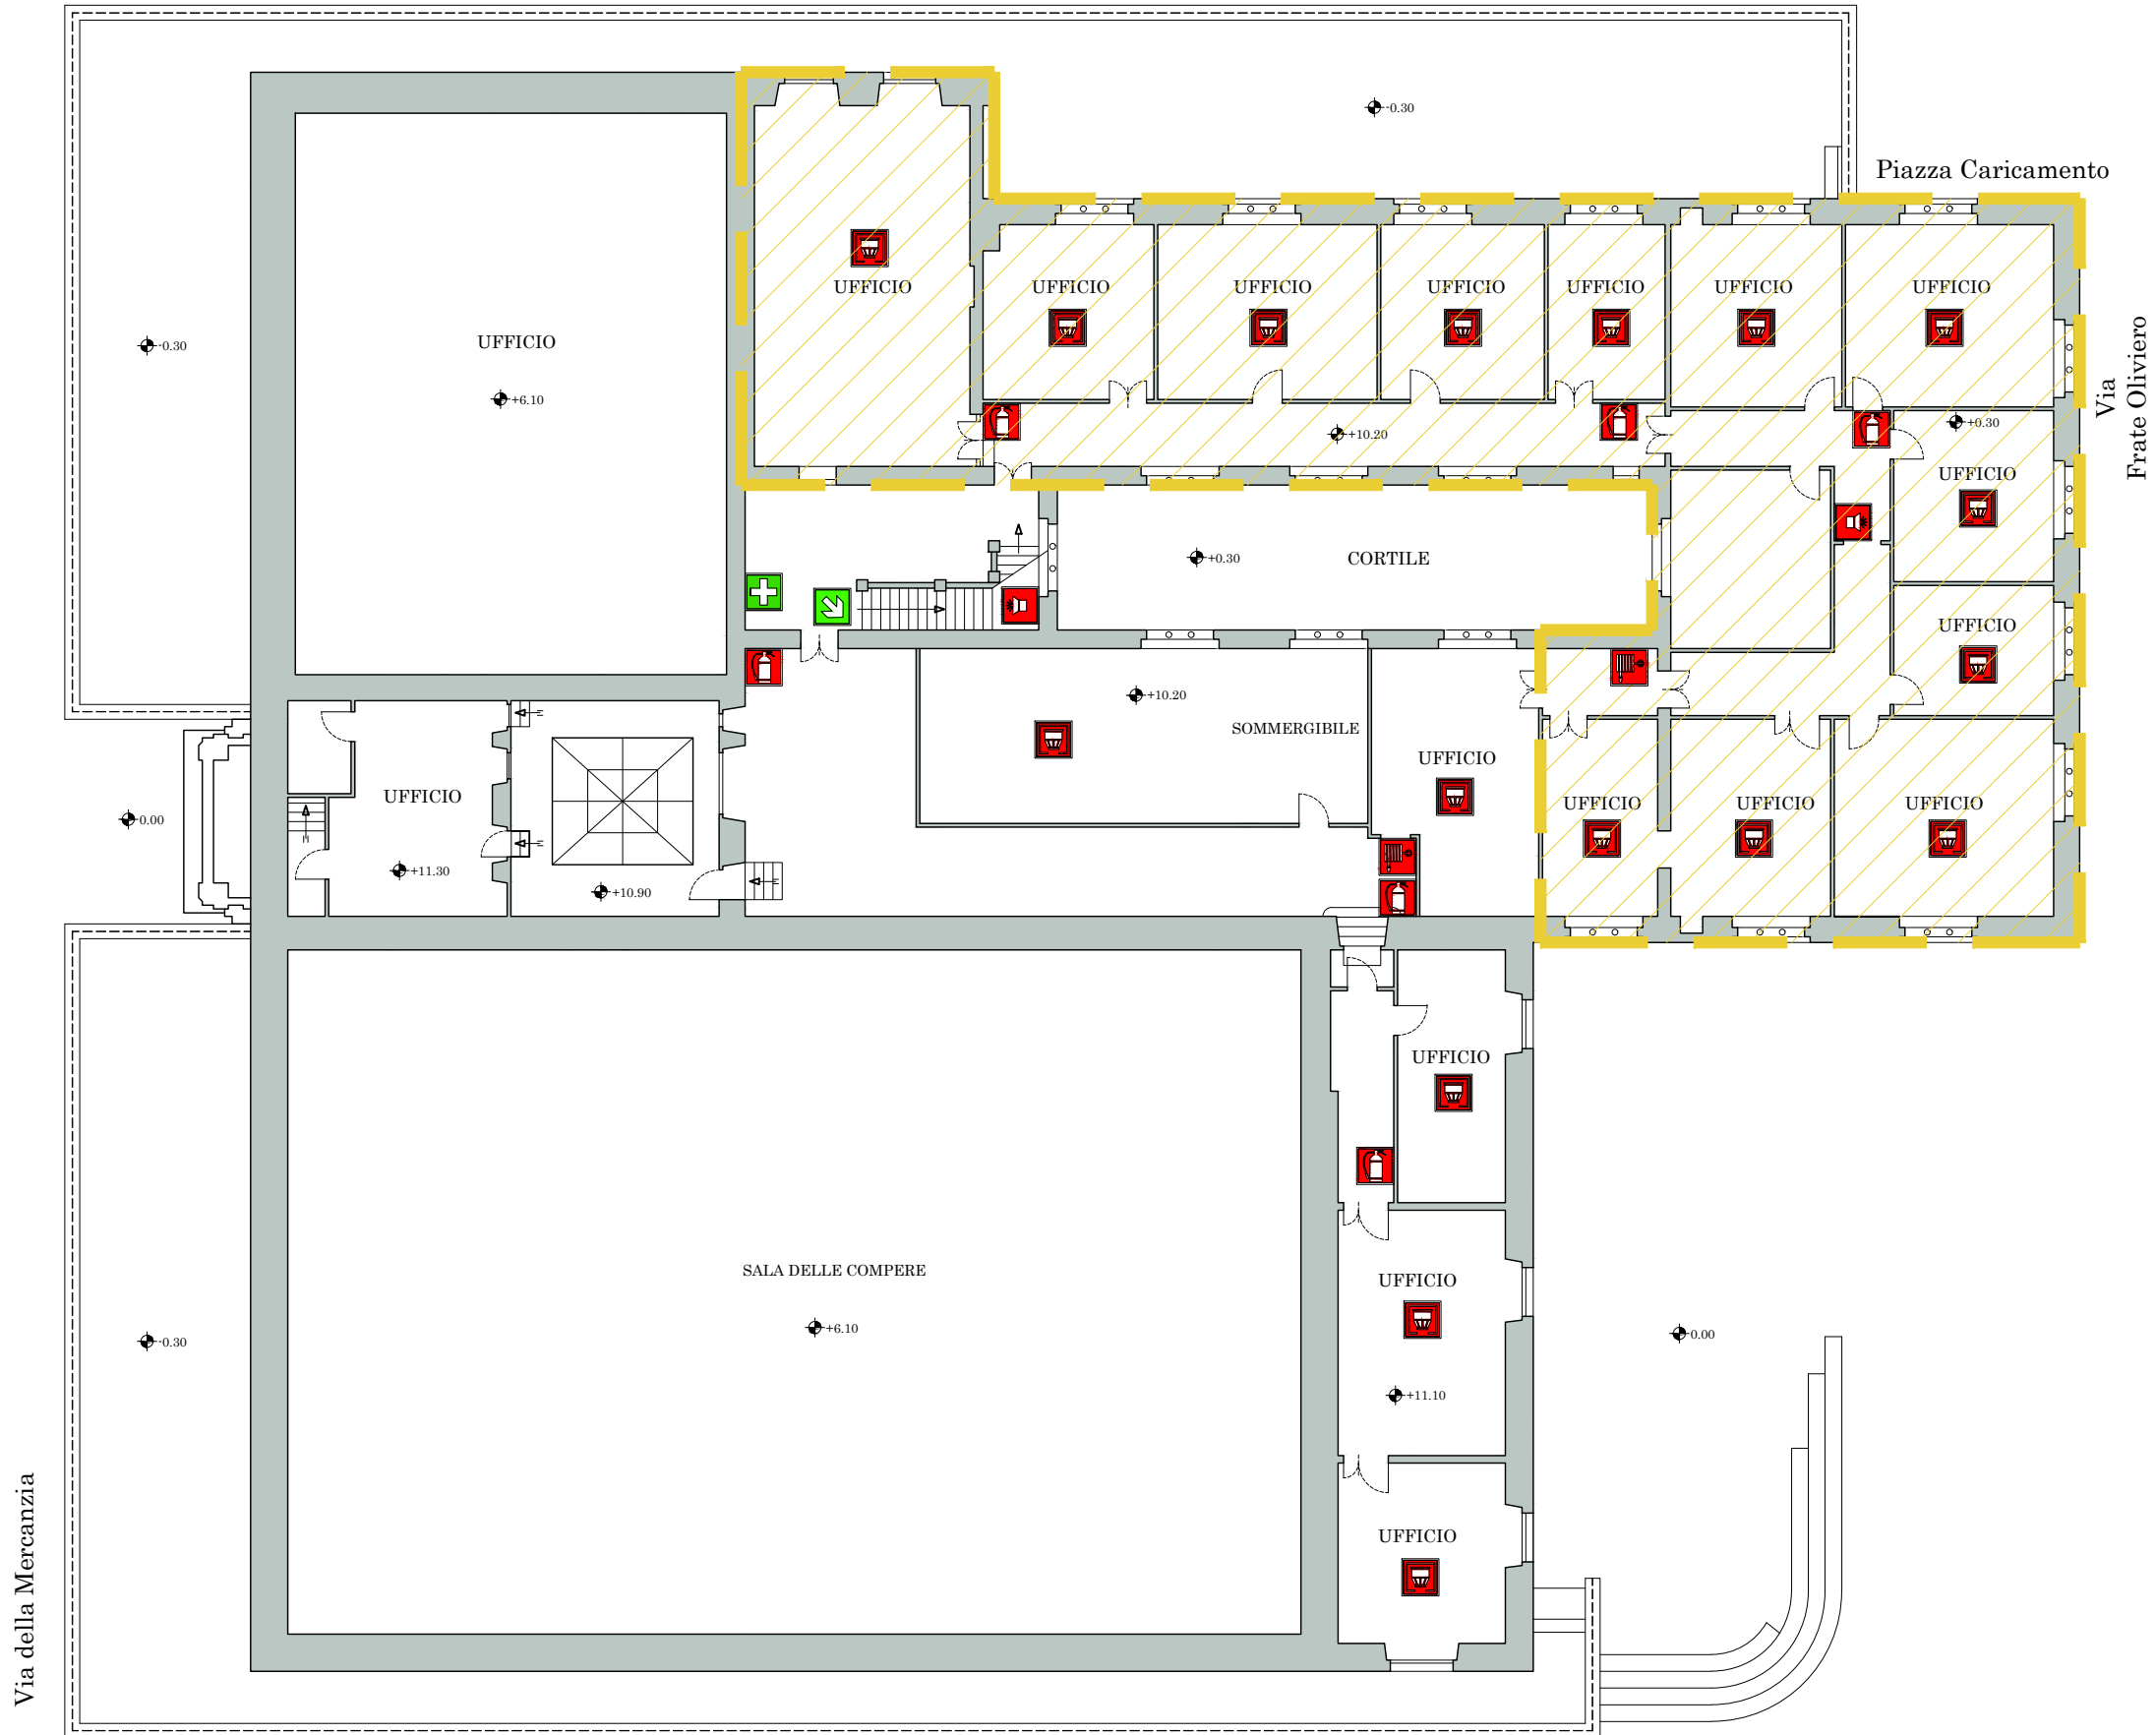 -0.30
Piazza Caricamento
Via
Frate Oliviero
UFFICIO
UFFICIO
UFFICIO
UFFICIO
UFFICIO
UFFICIO
UFFICIO
-0.30
UFFICIO
+6.10
+10.20
+0.30
UFFICIO
+0.30
CORTILE
UFFICIO
+10.20
SOMMERGIBILE
UFFICIO
UFFICIO
UFFICIO
UFFICIO
UFFICIO
0.00
+11.30
+10.90
UFFICIO
SALA DELLE COMPERE
+6.10
UFFICIO
-0.30
0.00
+11.10
UFFICIO
Via della Mercanzia